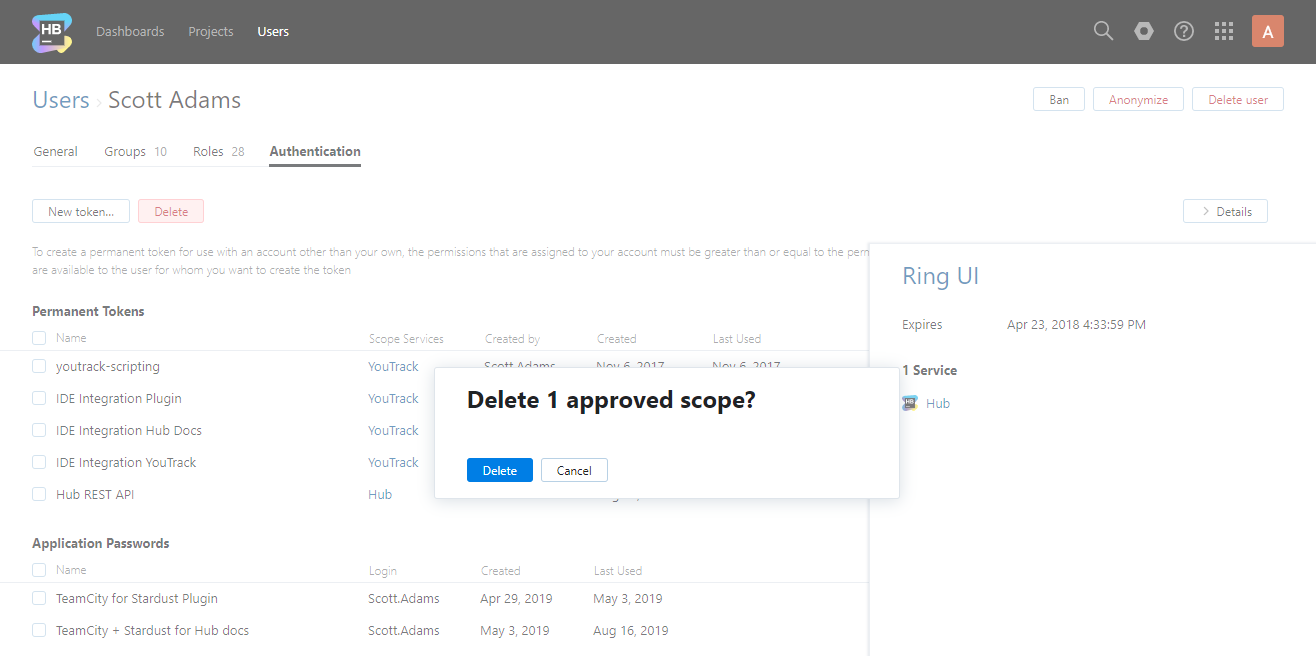 HB Dashboards Projects Users A
Users › Scott Adams Ban Anonymize Delete user
General Groups 10 Roles 28 Authentication
New token... Delete Details
To create a permanent token for use with an account other than your own, the permissions that are assigned to your account must be greater than or equal to the perm
are available to the user for whom you want to create the token
Permanent Tokens
Name Scope Services Created by Created Last Used
youtrack-scripting YouTrack Scott Adams Nov 6, 2017 Nov 6, 2017
IDE Integration Plugin YouTrack
IDE Integration Hub Docs YouTrack
IDE Integration YouTrack YouTrack
Hub REST API Hub
Application Passwords
Name Login Created Last Used
TeamCity for Stardust Plugin Scott.Adams Apr 29, 2019 May 3, 2019
TeamCity + Stardust for Hub docs Scott.Adams May 3, 2019 Aug 16, 2019
Ring UI
Expires Apr 23, 2018 4:33:59 PM
1 Service
HB Hub
Delete 1 approved scope?
Delete Cancel